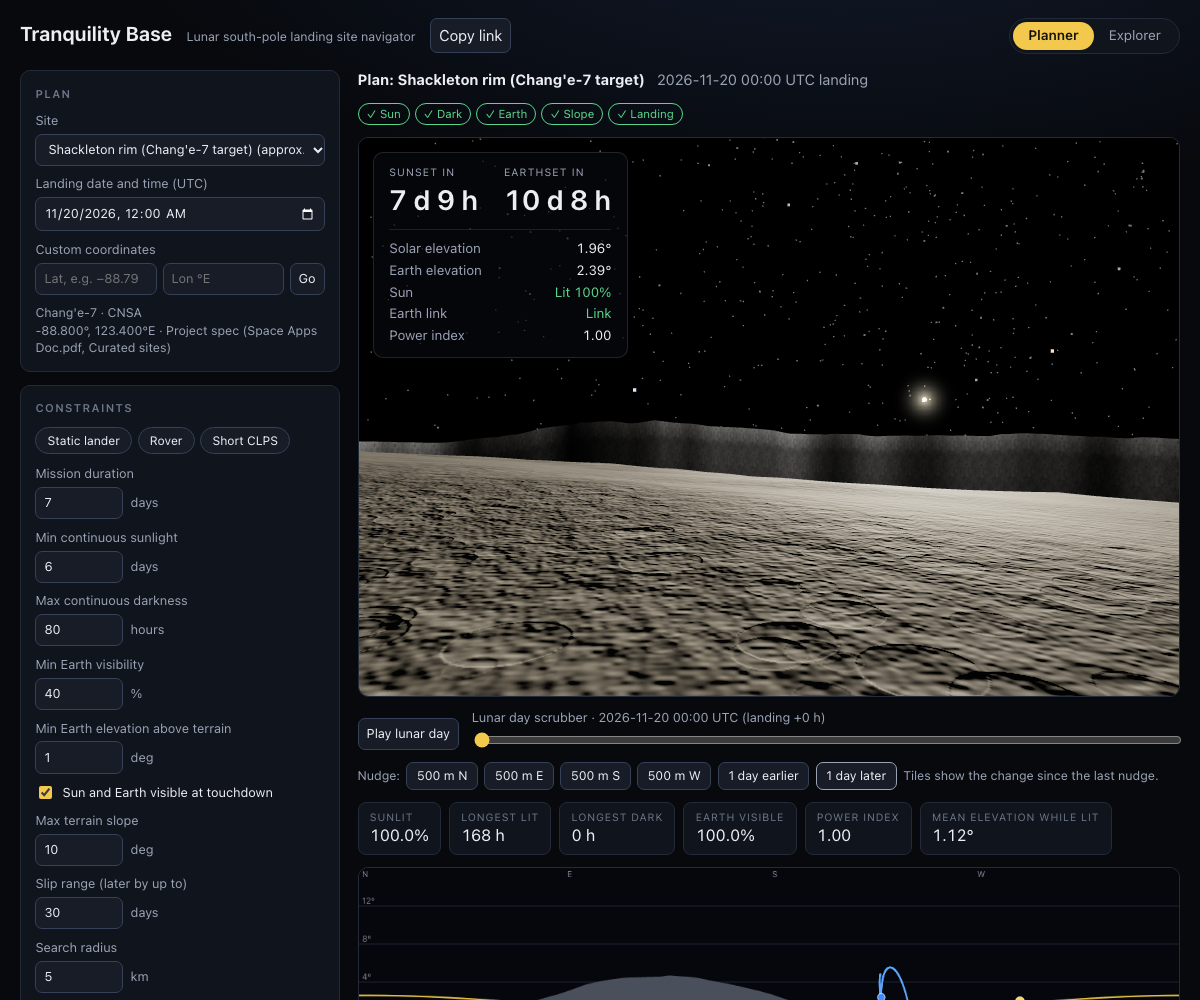 Tranquility Base Lunar south-pole landing site navigator Copy link Planner Explorer
PLAN
Site
Shackleton rim (Chang'e-7 target) (approx.
Landing date and time (UTC)
11/20/2026, 12:00 AM
Custom coordinates
Lat, e.g. −88.79 Lon °E Go
Chang'e-7 · CNSA
-88.800°, 123.400°E · Project spec (Space Apps
Doc.pdf, Curated sites)
CONSTRAINTS
Static lander Rover Short CLPS
Mission duration
7 days
Min continuous sunlight
6 days
Max continuous darkness
80 hours
Min Earth visibility
40 %
Min Earth elevation above terrain
1 deg
Sun and Earth visible at touchdown
Max terrain slope
10 deg
Slip range (later by up to)
30 days
Search radius
5 km
Plan: Shackleton rim (Chang'e-7 target) 2026-11-20 00:00 UTC landing
✓ Sun ✓ Dark ✓ Earth ✓ Slope ✓ Landing
SUNSET IN EARTHSET IN
7 d 9 h 10 d 8 h
Solar elevation 1.96°
Earth elevation 2.39°
Sun Lit 100%
Earth link Link
Power index 1.00
Lunar day scrubber · 2026-11-20 00:00 UTC (landing +0 h)
Play lunar day
Nudge: 500 m N 500 m E 500 m S 500 m W 1 day earlier 1 day later Tiles show the change since the last nudge.
SUNLIT LONGEST LIT LONGEST DARK EARTH VISIBLE POWER INDEX MEAN ELEVATION WHILE LIT
100.0% 168 h 0 h 100.0% 1.00 1.12°
N E S W
12°
8°
4°